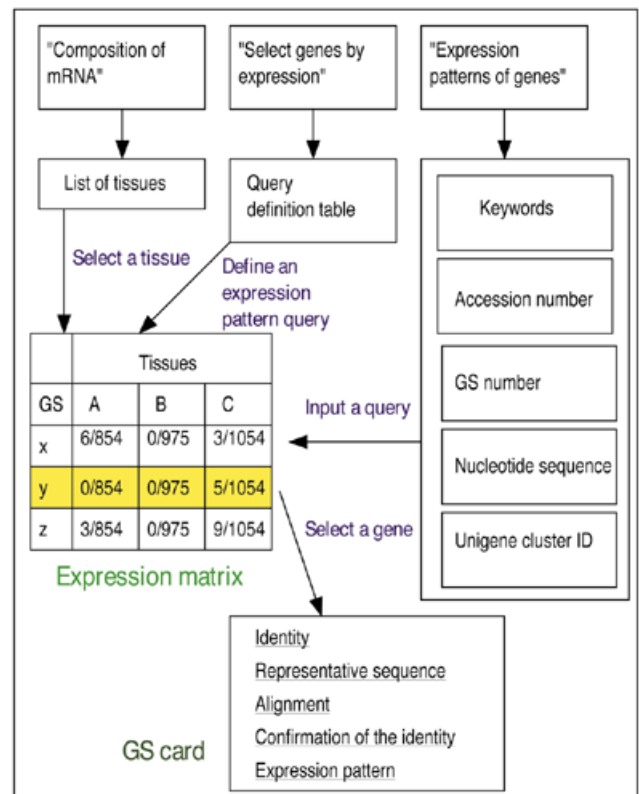 "Composition of
mRNA"
"Select genes by
expression"
"Expression
patterns of genes"
List of tissues
Query
definition table
Keywords
Accession number
GS number
Nucleotide sequence
Unigene cluster ID
Select a tissue
Define an
expression
pattern query
Input a query
Tissues
GS A B C
x 6/854 0/975 3/1054
y 0/854 0/975 5/1054
z 3/854 0/975 9/1054
Expression matrix
Select a gene
Identity
Representative sequence
Alignment
Confirmation of the identity
Expression pattern
GS card